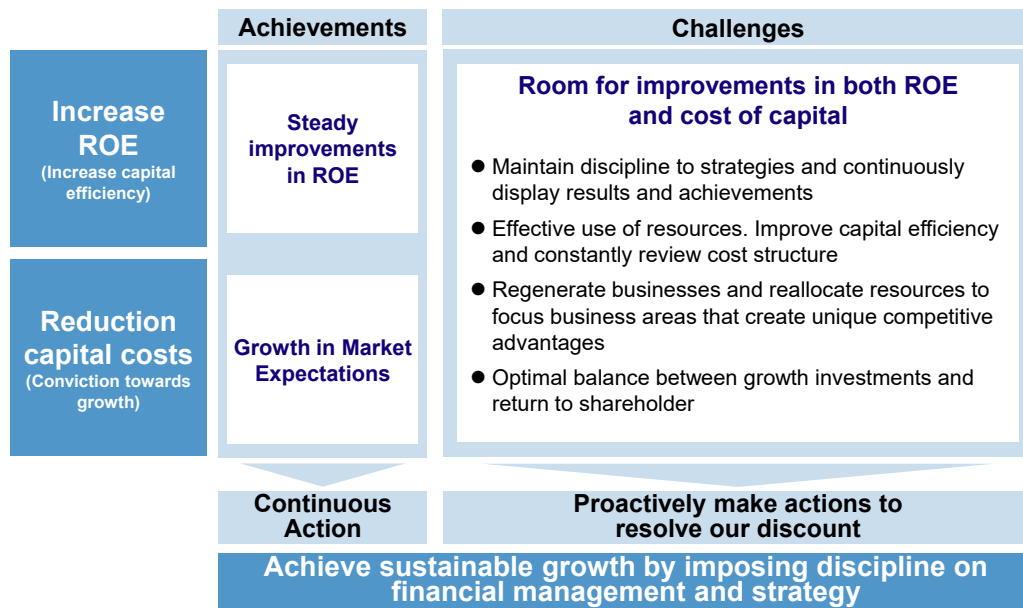 Achievements
Challenges
Increase
ROE
(Increase capital
efficiency)
Steady
improvements
in ROE
Reduction
capital costs
(Conviction towards
growth)
Growth in Market
Expectations
Room for improvements in both ROE
and cost of capital
● Maintain discipline to strategies and continuously
display results and achievements
● Effective use of resources. Improve capital efficiency
and constantly review cost structure
● Regenerate businesses and reallocate resources to
focus business areas that create unique competitive
advantages
● Optimal balance between growth investments and
return to shareholder
Continuous
Action
Proactively make actions to
resolve our discount
Achieve sustainable growth by imposing discipline on
financial management and strategy